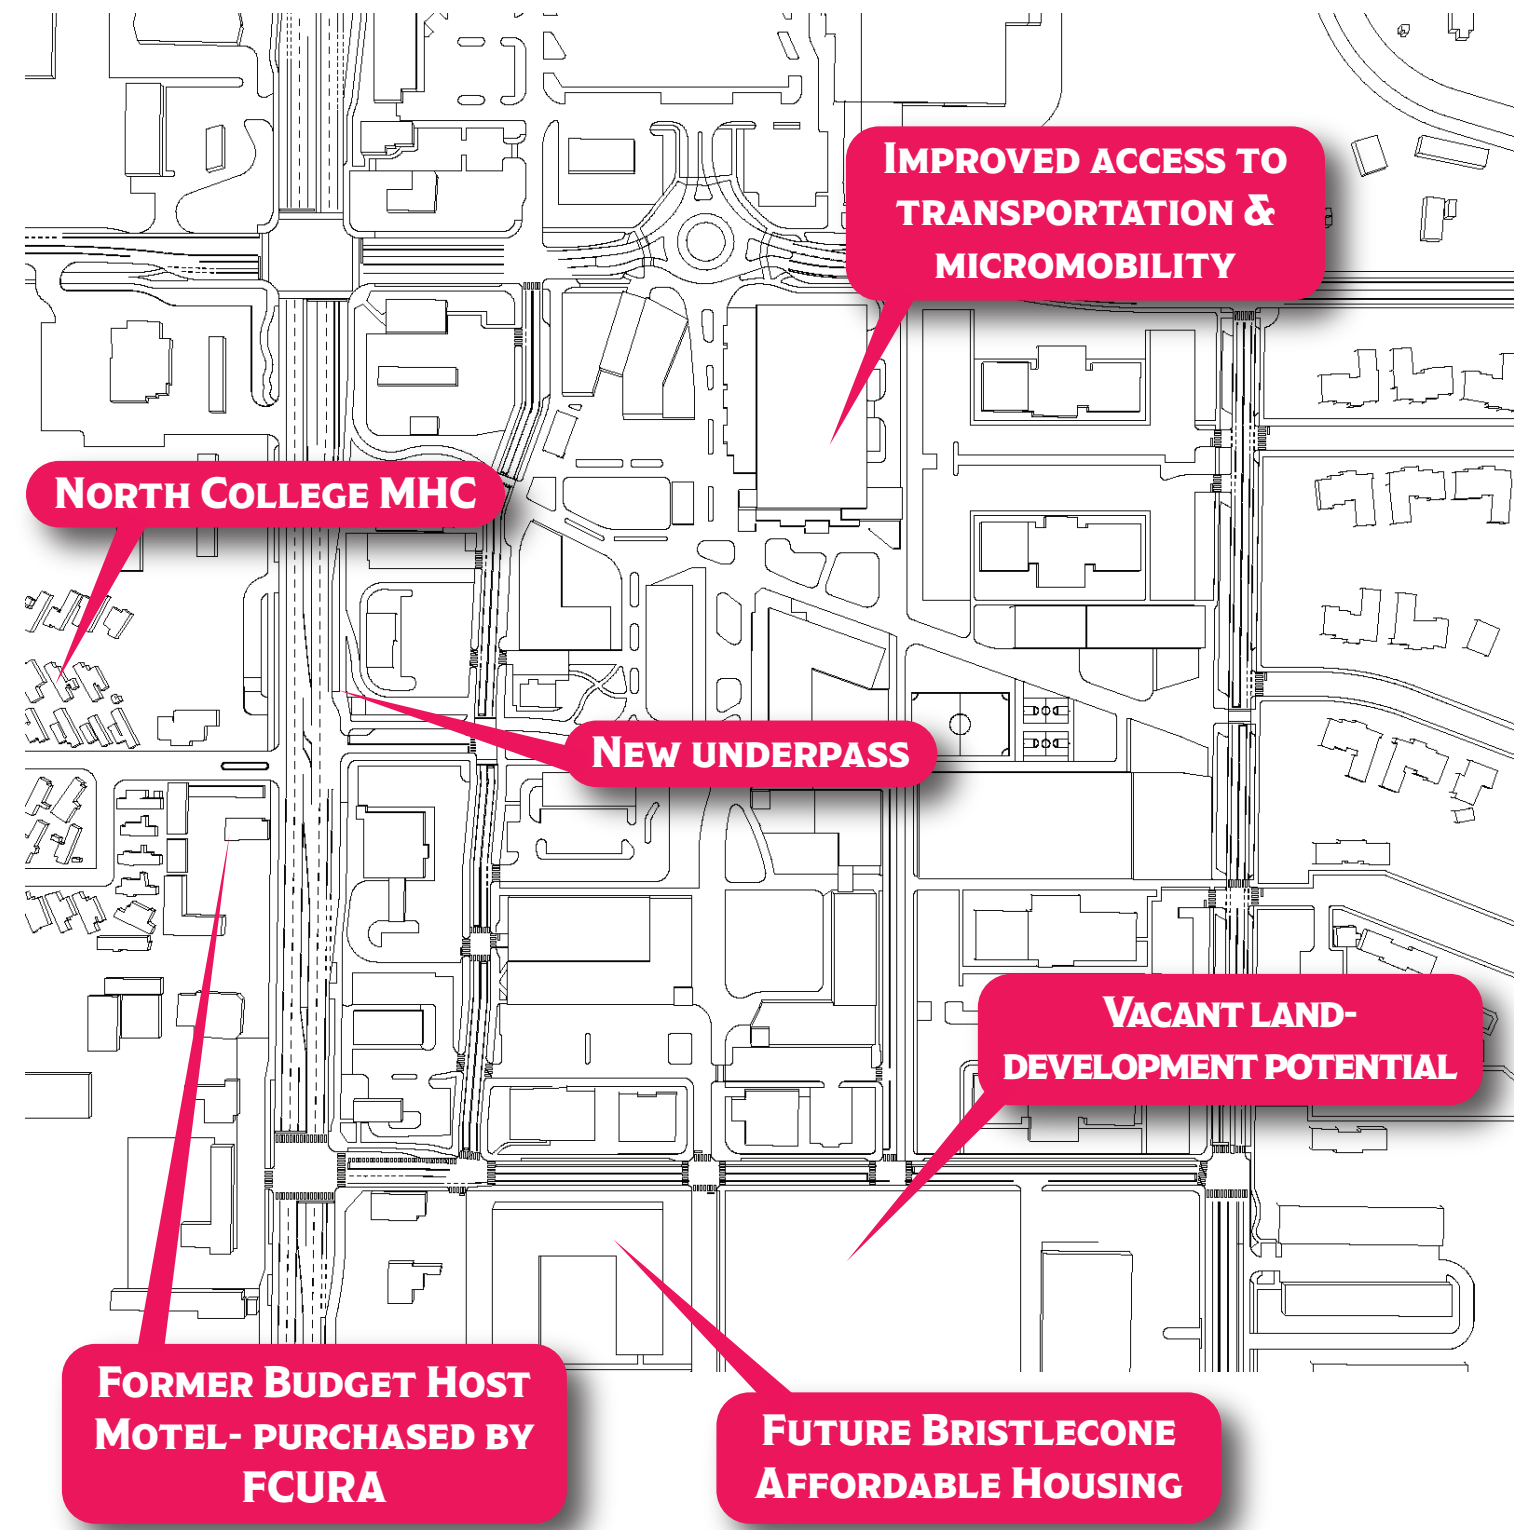 Improved access to
transportation &
micromobility
North College MHC
New underpass
Vacant land-
development potential
Former Budget Host
Motel- purchased by
FCURA
Future Bristlecone
Affordable Housing